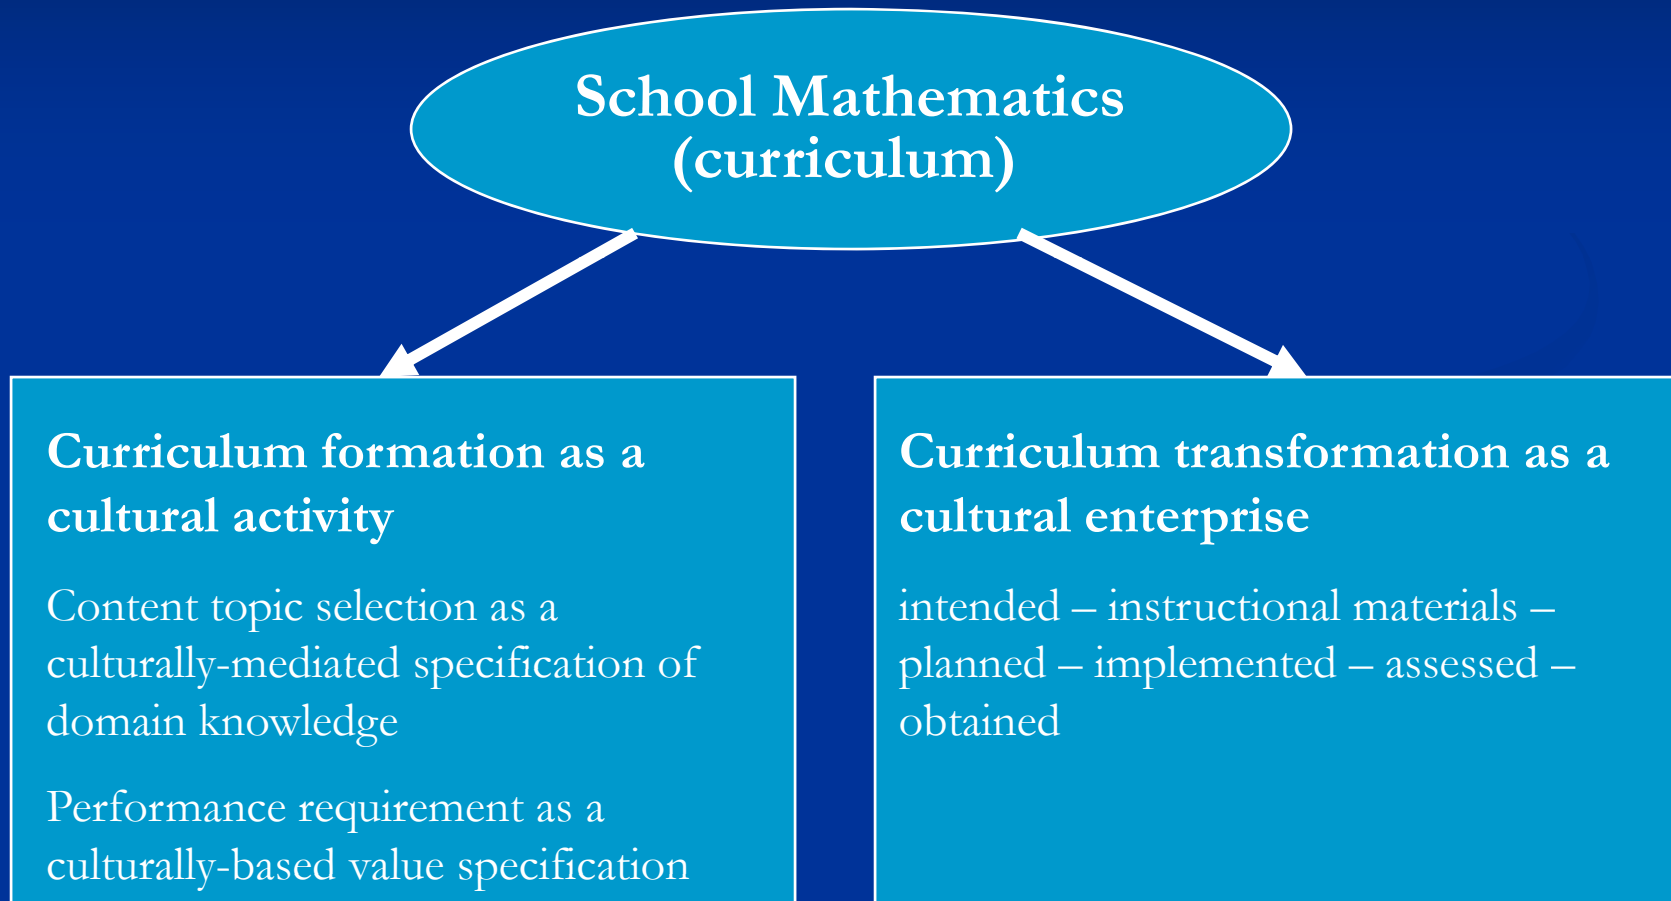 School Mathematics
(curriculum)
Curriculum formation as a
cultural activity
Content topic selection as a
culturally-mediated specification of
domain knowledge
Performance requirement as a
culturally-based value specification
Curriculum transformation as a
cultural enterprise
intended – instructional materials –
planned – implemented – assessed –
obtained